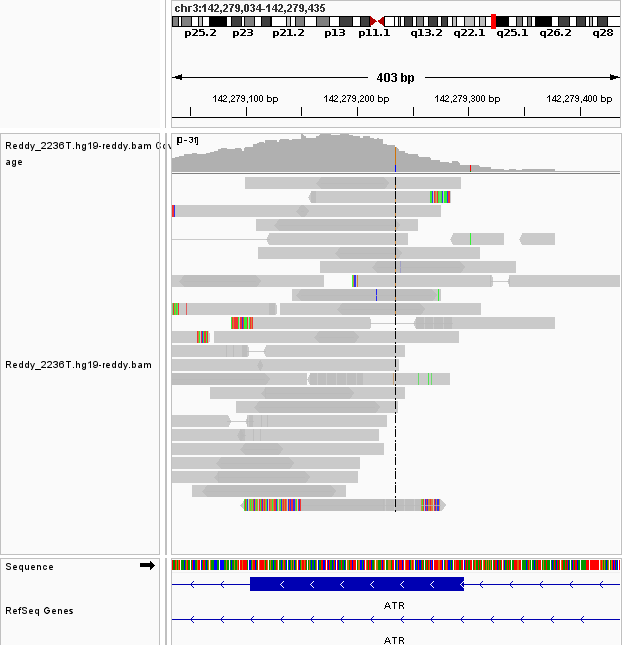 chr3:142,279,034-142,279,435
p25.2 p23 p21.2 p13 p11.1 q13.2 q22.1 q25.1 q26.2 q28
403 bp
142,279,100 bp 142,279,200 bp 142,279,300 bp 142,279,400 bp
[0-31]
Reddy_2236T.hg19-reddy.bam Cov
age
Reddy_2236T.hg19-reddy.bam
Sequence
ATR
RefSeq Genes
ATR